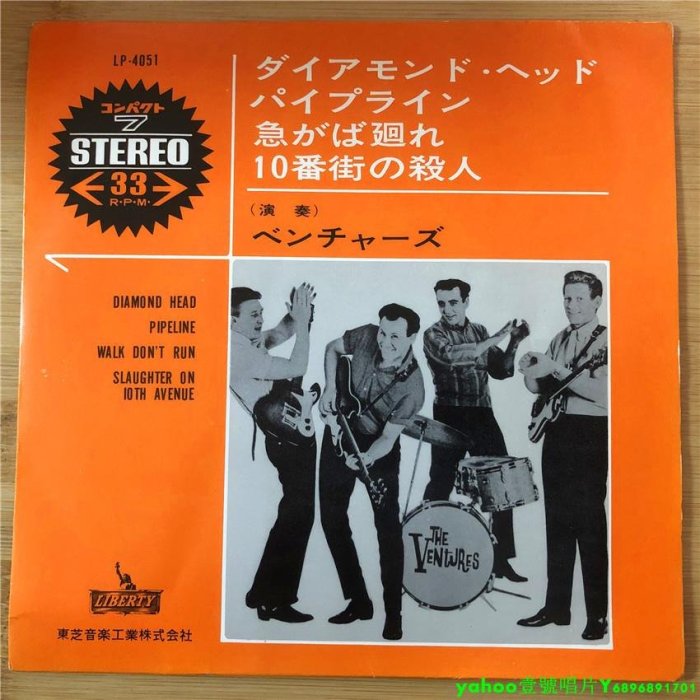 LP-4051
コンパクト
7
STEREO
33
R・P・M・
ダイアモンド・ヘッド
パイプライン
急がば廻れ
10番街の殺人
(演奏)
ベンチャーズ
DIAMOND HEAD
PIPELINE
WALK DON'T RUN
SLAUGHTER ON
10TH AVENUE
THE
VENTURES
LIBERTY
東芝音楽工業株式会社
yahoo壹號唱片Y6896891701